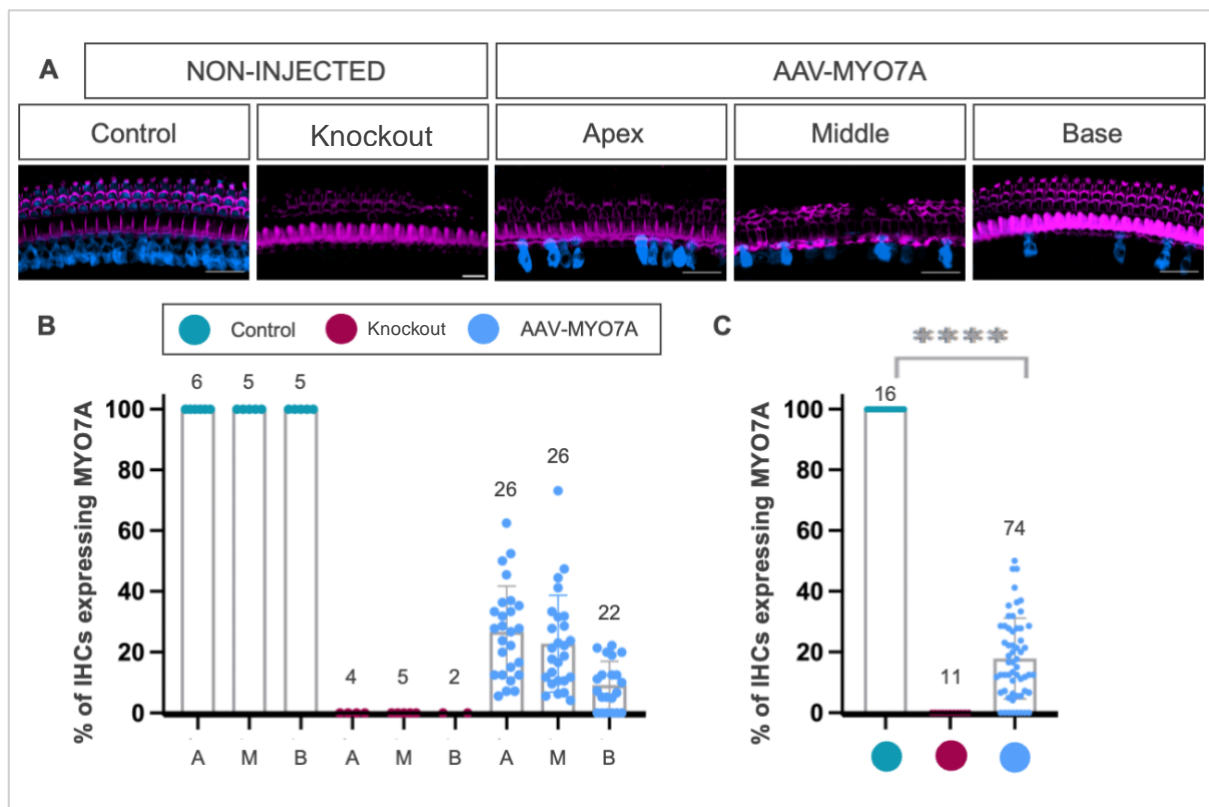 A
NON-INJECTED
AAV-MYO7A
Control
Knockout
Apex
Middle
Base
B
Control
Knockout
AAV-MYO7A
% of IHCs expressing MYO7A
100
80
60
40
20
0
6
5
5
4
5
2
26
26
22
A
M
B
A
M
B
A
M
B
C
****
% of IHCs expressing MYO7A
100
80
60
40
20
0
16
11
74